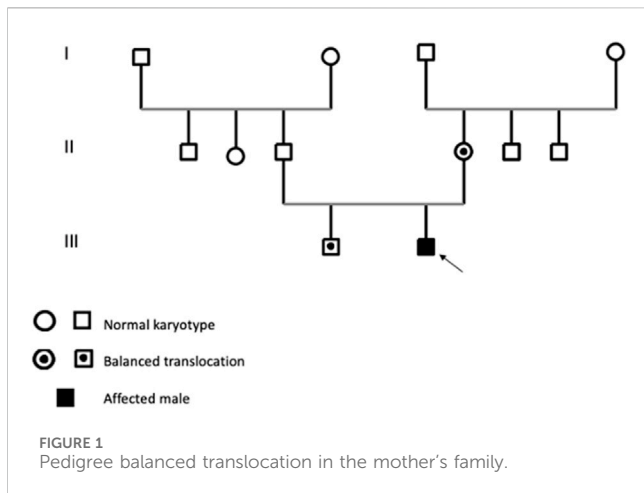 I
II
III
Normal karyotype
Balanced translocation
Affected male
FIGURE 1
Pedigree balanced translocation in the mother's family.